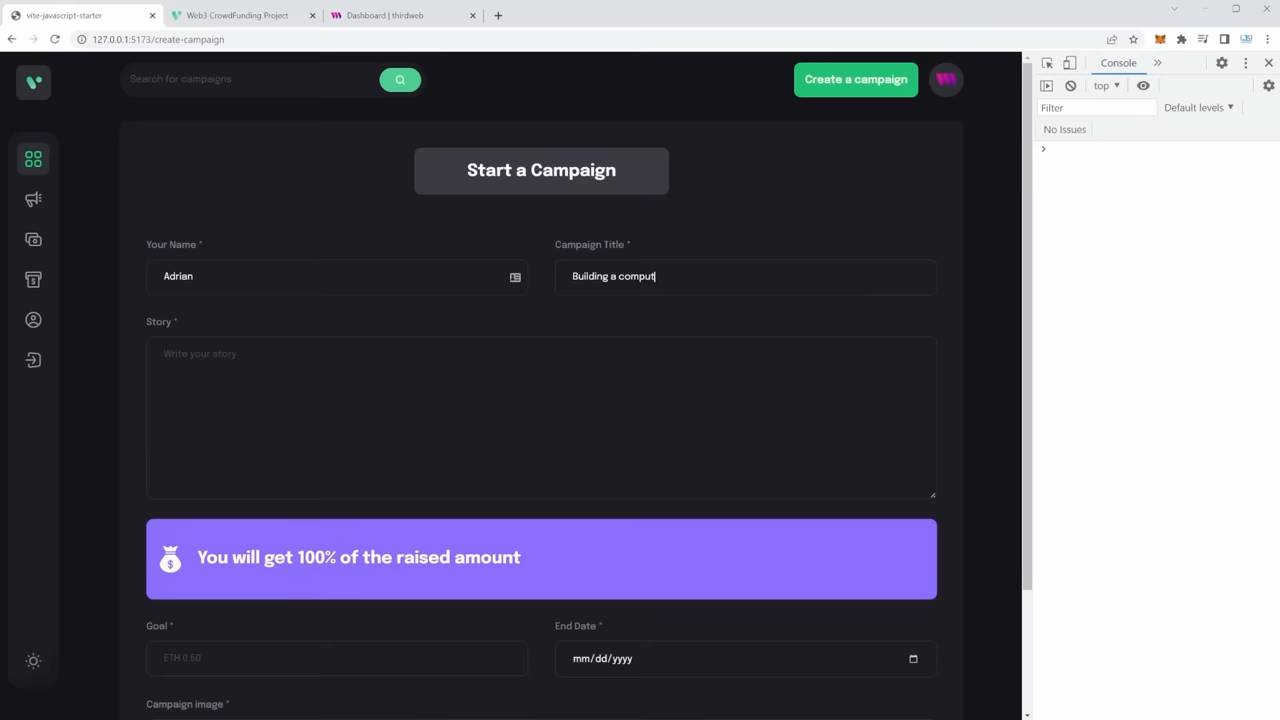 vite-javascript-starter
Web3 CrowdFunding Project
Dashboard | thirdweb
127.0.0.1:5173/create-campaign
Console
top
Filter
Default levels
No Issues
Search for campaigns
Create a campaign
Start a Campaign
Your Name *
Campaign Title *
Adrian
Building a comput
Story *
Write your story
You will get 100% of the raised amount
Goal *
End Date *
ETH 0.50
mm/dd/yyyy
Campaign image *